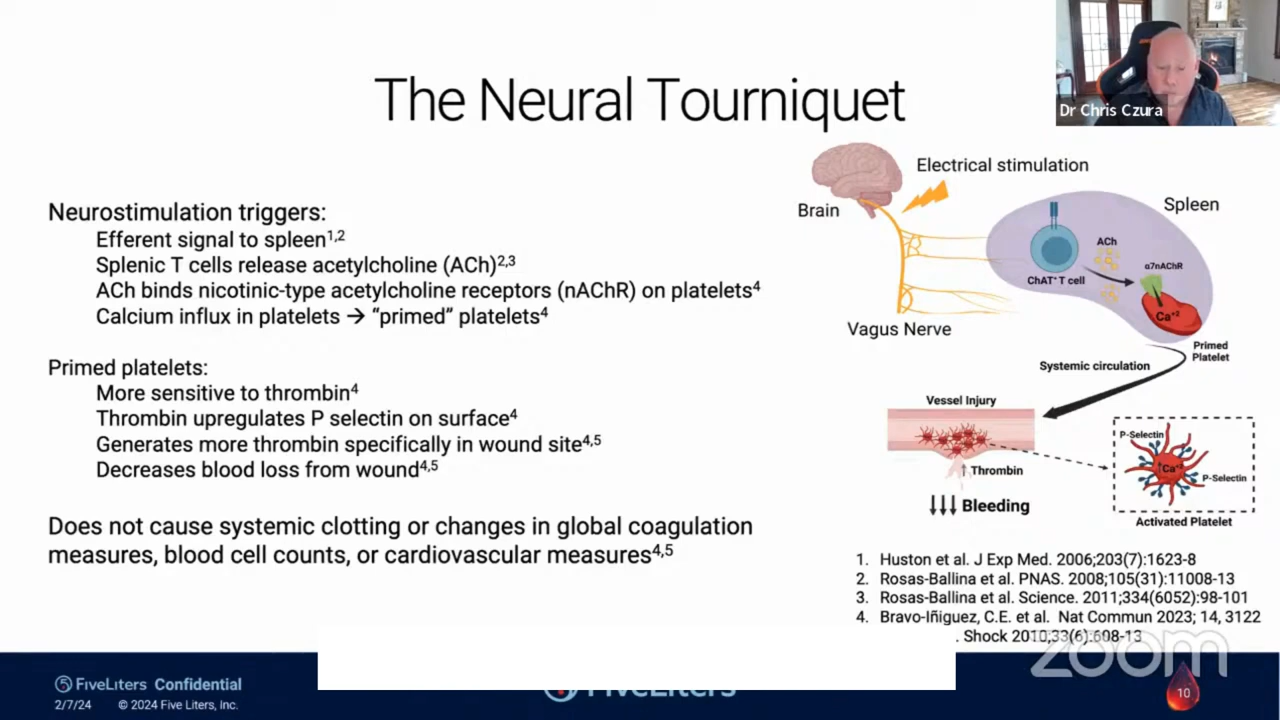 The Neural Tourniquet
Dr Chris Czura
Neurostimulation triggers:
Efferent signal to spleen1,2
Splenic T cells release acetylcholine (ACh)2,3
ACh binds nicotinic-type acetylcholine receptors (nAChR) on platelets4
Calcium influx in platelets → “primed” platelets4
Primed platelets:
More sensitive to thrombin4
Thrombin upregulates P selectin on surface4
Generates more thrombin specifically in wound site4,5
Decreases blood loss from wound4,5
Does not cause systemic clotting or changes in global coagulation
measures, blood cell counts, or cardiovascular measures4,5
Electrical stimulation
Brain
Spleen
ACh
α7nAChR
ChAT+ T cell
Ca+2
Vagus Nerve
Primed
Platelet
Systemic circulation
Vessel Injury
↑ Thrombin
↓↓↓ Bleeding
P-Selectin
↑Ca+2
P-Selectin
Activated Platelet
1. Huston et al. J Exp Med. 2006;203(7):1623-8
2. Rosas-Ballina et al. PNAS. 2008;105(31):11008-13
3. Rosas-Ballina et al. Science. 2011;334(6052):98-101
4. Bravo-Iñiguez, C.E. et al. Nat Commun 2023; 14, 3122
. Shock 2010,33(6):608-13
zoom
5 FiveLiters Confidential
2/7/24 © 2024 Five Liters, Inc.
FiveLiters
10